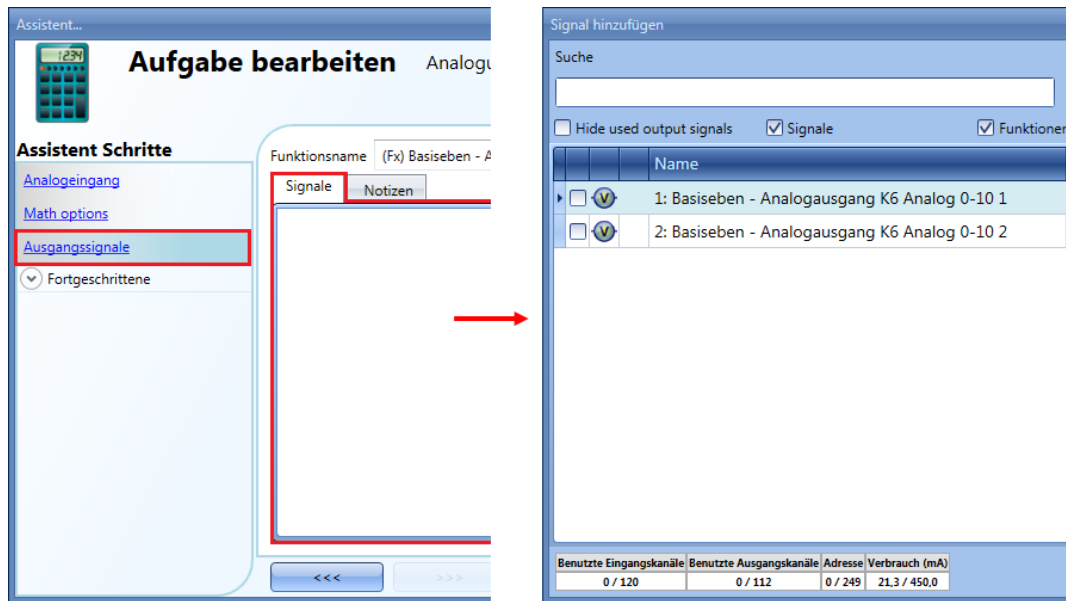 Assistent...
1234
Aufgabe bearbeiten Analogu
Assistent Schritte
Analogeingang
Math options
Ausgangssignale
Fortgeschrittene
Funktionsname (Fx) Basiseben - A
Signale Notizen
<<< >>>
Signal hinzufügen
Suche
Hide used output signals Signale Funktionen
Name
V 1: Basiseben - Analogausgang K6 Analog 0-10 1
V 2: Basiseben - Analogausgang K6 Analog 0-10 2
Benutzte Eingangskanäle Benutzte Ausgangskanäle Adresse Verbrauch (mA)
0 / 120 0 / 112 0 / 249 21,3 / 450,0